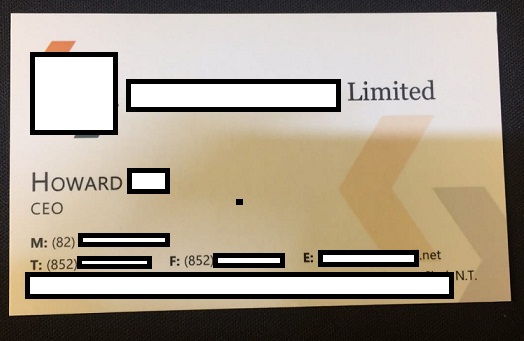 Limited
HOWARD
CEO
M: (82)
T: (852) F: (852) E: .net
N.T.